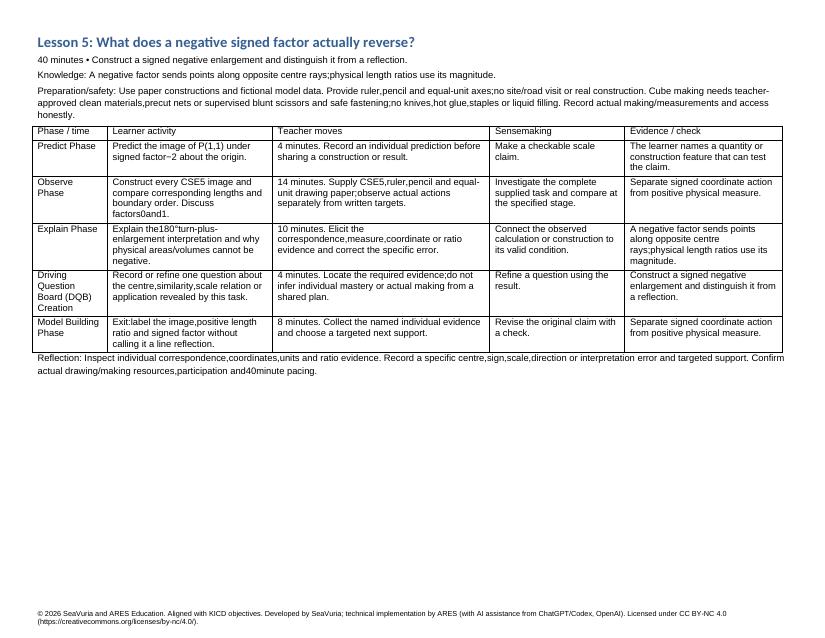 Lesson 5: What does a negative signed factor actually reverse?
40 minutes • Construct a signed negative enlargement and distinguish it from a reflection.
Knowledge: A negative factor sends points along opposite centre rays;physical length ratios use its magnitude.
Preparation/safety: Use paper constructions and fictional data. Provide ruler,pencil and equal-unit axes;no site/road visit or real construction. Cube making needs teacher-
approved clean materials,precut nets or supervised blunt scissors and safe fastening;no knives,hot glue,staples or liquid filling. Record actual making/measurements and access
honestly.
Phase / time
Learner activity
Teacher moves
Sensemaking
Evidence / check
Predict Phase
Predict the image of P(1,1) under
signed factor−2 about the origin.
4 minutes. Record an individual prediction before
sharing a construction or result.
Make a checkable scale
claim.
The learner names a quantity or
construction feature that can test
the claim.
Observe
Phase
Construct every CSE5 image and
compare corresponding lengths and
boundary order. Discuss
factors0and1.
14 minutes. Supply CSE5,ruler,pencil and equal-
unit drawing paper;observe actual actions
separately from written targets.
Investigate the complete
supplied task and compare at
the specified stage.
Separate signed coordinate action
from positive physical measure.
Explain Phase
Explain the180°turn-plus-
enlargement interpretation and why
physical areas/volumes cannot be
negative.
10 minutes. Elicit the
correspondence,measure,coordinate or ratio
evidence and correct the specific error.
Connect the observed
calculation or construction to
its valid condition.
A negative factor sends points
along opposite centre
rays;physical length ratios use its
magnitude.
Driving
Question
Board (DQB)
Creation
Record or refine one question about
the centre,similarity,scale relation or
application revealed by this task.
4 minutes. Locate the required evidence;do not
infer individual mastery or actual making from a
shared plan.
Refine a question using the
result.
Construct a signed negative
enlargement and distinguish it from
a reflection.
Model Building
Phase
Exit:label the image,positive length
ratio and signed factor without
calling it a line reflection.
8 minutes. Collect the named individual evidence
and choose a targeted next support.
Revise the original claim with
a check.
Separate signed coordinate action
from positive physical measure.
Reflection: Inspect individual correspondence,coordinates,units and ratio evidence. Record a specific centre,sign,scale,direction or interpretation error and targeted support. Confirm
actual drawing/making resources,participation and40minute pacing.
© 2026 SeaVuria and ARES Education. Aligned with KICD objectives. Developed by SeaVuria; technical implementation by ARES (with AI assistance from ChatGPT/Codex, OpenAI). Licensed under CC BY-NC 4.0
(https://creativecommons.org/licenses/by-nc/4.0/).